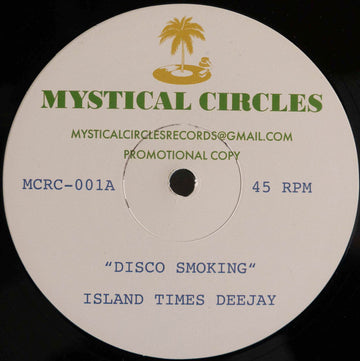 MYSTICAL CIRCLES
MYSTICALCIRCLESRECORDS@GMAIL.COM
PROMOTIONAL COPY
MCRC-001A 45 RPM
"DISCO SMOKING"
ISLAND TIMES DEEJAY